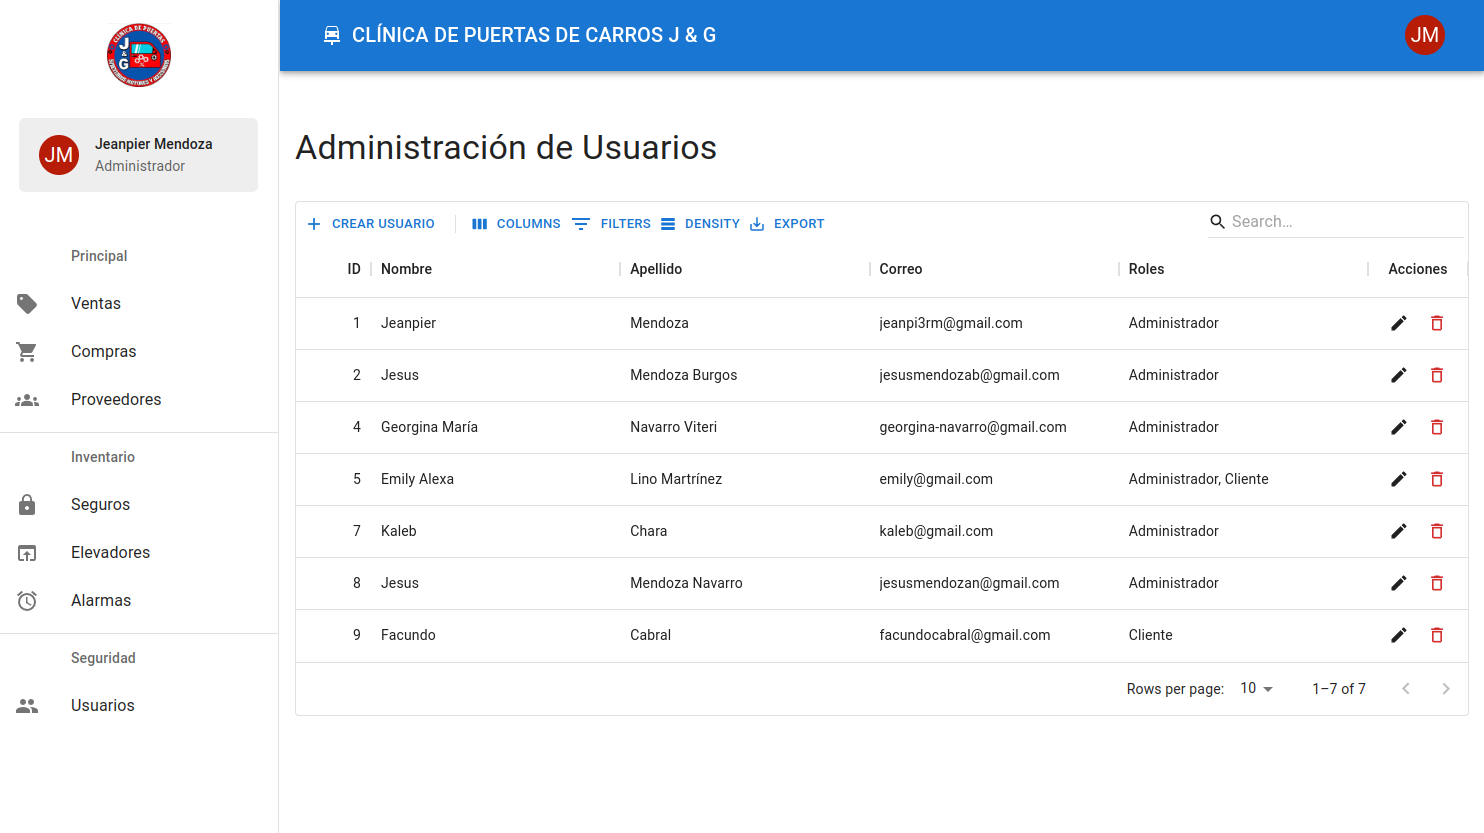 CLÍNICA DE PUERTAS
J & G
CLÍNICA DE PUERTAS DE CARROS J & G
JM
JM
Jeanpier Mendoza
Administrador
Principal
Ventas
Compras
Proveedores
Inventario
Seguros
Elevadores
Alarmas
Seguridad
Usuarios
Administración de Usuarios
CREAR USUARIO COLUMNS FILTERS DENSITY EXPORT Search…
ID Nombre Apellido Correo Roles Acciones
1 Jeanpier Mendoza jeanpi3rm@gmail.com Administrador
2 Jesus Mendoza Burgos jesusmendozab@gmail.com Administrador
4 Georgina María Navarro Viteri georgina-navarro@gmail.com Administrador
5 Emily Alexa Lino Martrínez emily@gmail.com Administrador, Cliente
7 Kaleb Chara kaleb@gmail.com Administrador
8 Jesus Mendoza Navarro jesusmendozan@gmail.com Administrador
9 Facundo Cabral facundocabral@gmail.com Cliente
Rows per page: 10 1–7 of 7